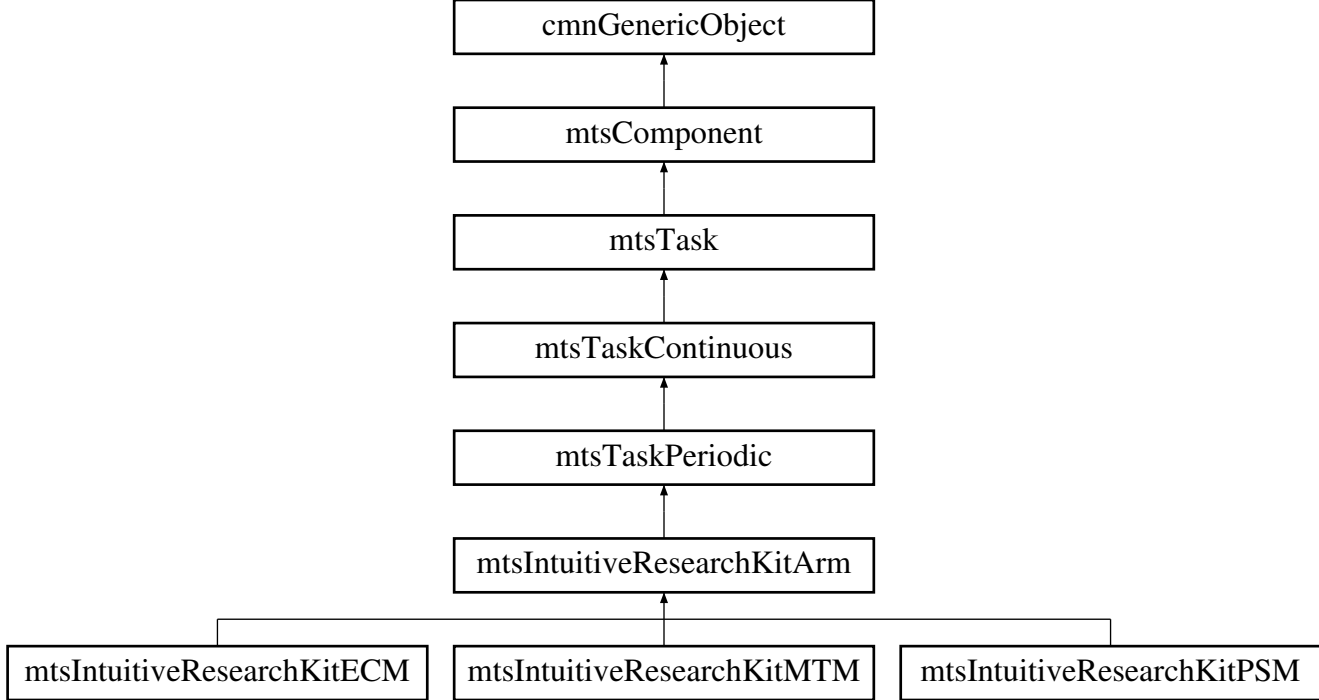 cmnGenericObject
mtsComponent
mtsTask
mtsTaskContinuous
mtsTaskPeriodic
mtsIntuitiveResearchKitArm
mtsIntuitiveResearchKitECM
mtsIntuitiveResearchKitMTM
mtsIntuitiveResearchKitPSM